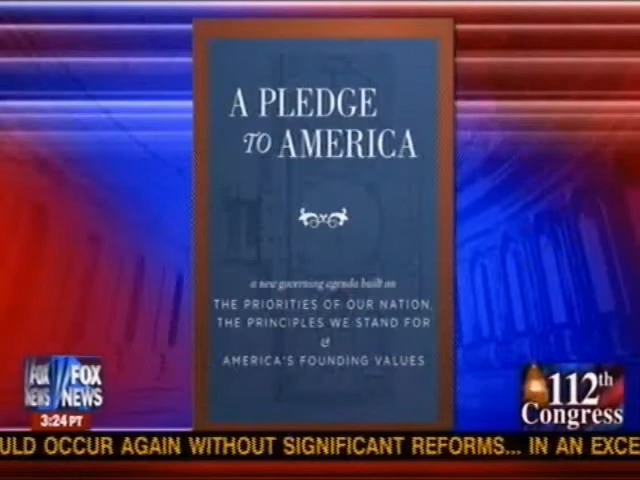 A PLEDGE
TO AMERICA
a new governing agenda built on
THE PRIORITIES OF OUR NATION,
THE PRINCIPLES WE STAND FOR
&
AMERICA'S FOUNDING VALUES
FOX NEWS
FOX NEWS
3:24 PT
112th
Congress
OULD OCCUR AGAIN WITHOUT SIGNIFICANT REFORMS... IN AN EXCE